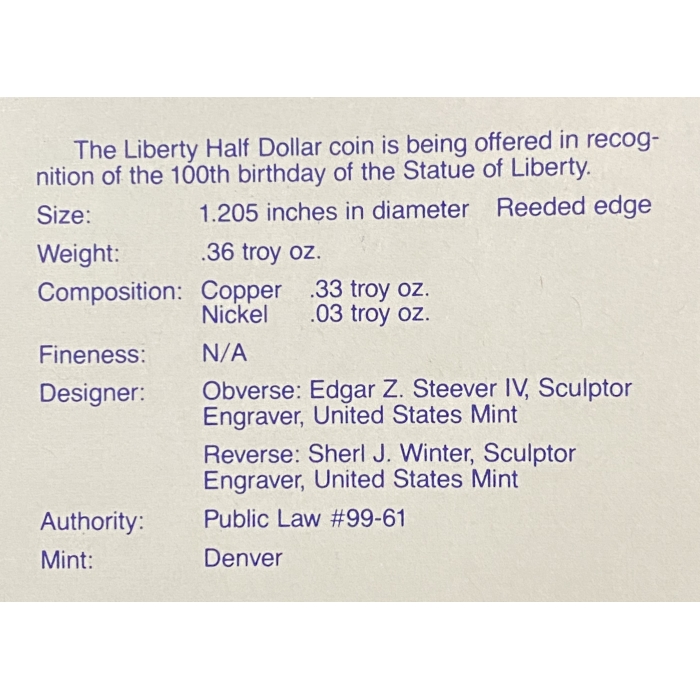 The Liberty Half Dollar coin is being offered in recog-
nition of the 100th birthday of the Statue of Liberty.
Size: 1.205 inches in diameter Reeded edge
Weight: .36 troy oz.
Composition: Copper .33 troy oz.
Nickel .03 troy oz.
Fineness: N/A
Designer: Obverse: Edgar Z. Steever IV, Sculptor
Engraver, United States Mint
Reverse: Sherl J. Winter, Sculptor
Engraver, United States Mint
Authority: Public Law #99-61
Mint: Denver